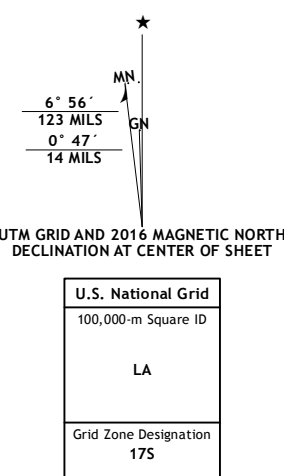 MN
6° 56´
123 MILS
GN
0° 47´
14 MILS
UTM GRID AND 2016 MAGNETIC NORTH
DECLINATION AT CENTER OF SHEET
U.S. National Grid
100,000-m Square ID
LA
Grid Zone Designation
17S